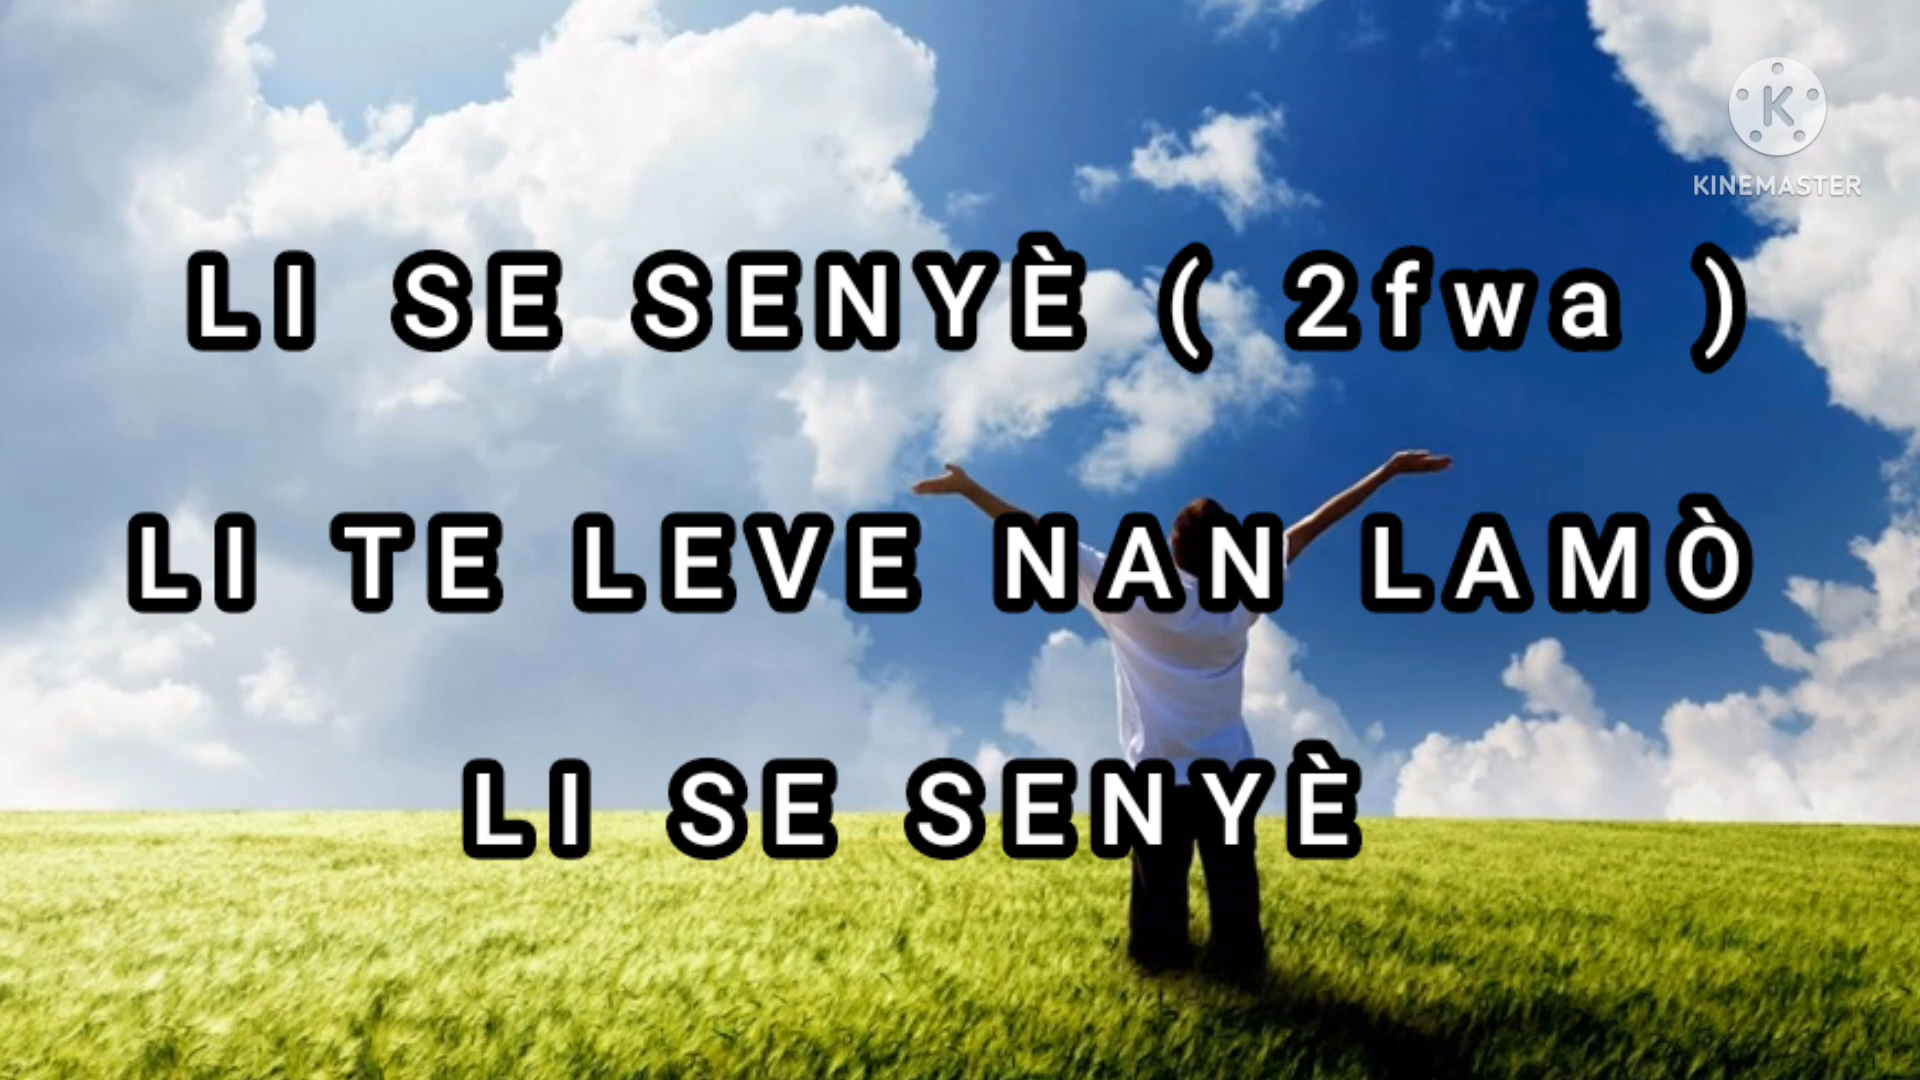 KINEMASTER
LI SE SENYÈ ( 2fwa )
LI TE LEVE NAN LAMÒ
LI SE SENYÈ